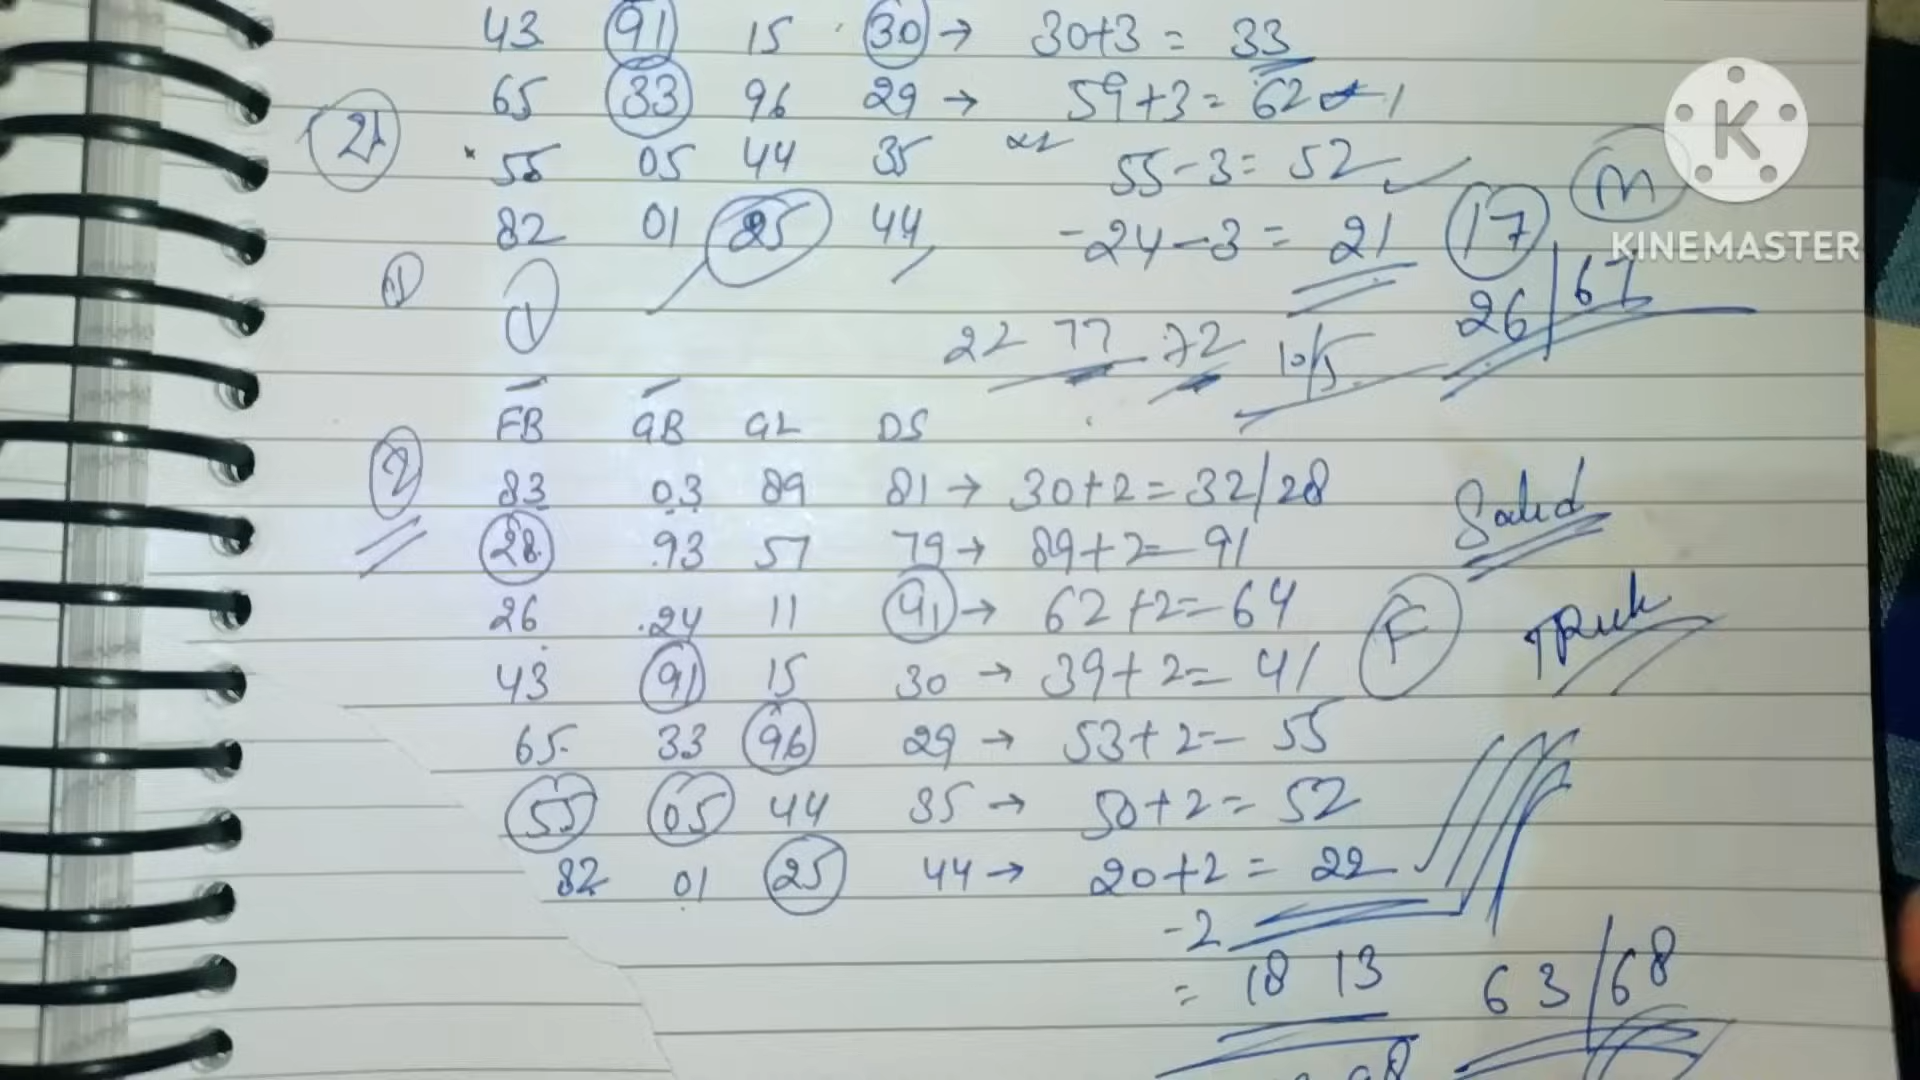 43 91 15 30 → 30+3 = 33
65 33 96 29 → 59+3 = 62
55 05 44 35 55-3 = 52
82 01 25 44 -24-3 = 21 17 m
K
KINEMASTER
26/67
1
22 77 72 10/5
FB GB GL DS
2 83 03 89 81 → 30+2 = 32/28
28 93 57 79 → 89+2 = 91
26 24 11 41 → 62+2 = 64
43 91 15 30 → 39+2 = 41 F
65 33 96 29 → 53+2 = 55
55 05 44 35 → 50+2 = 52
82 01 25 44 → 20+2 = 22
-2
= 18 13 63/68
98